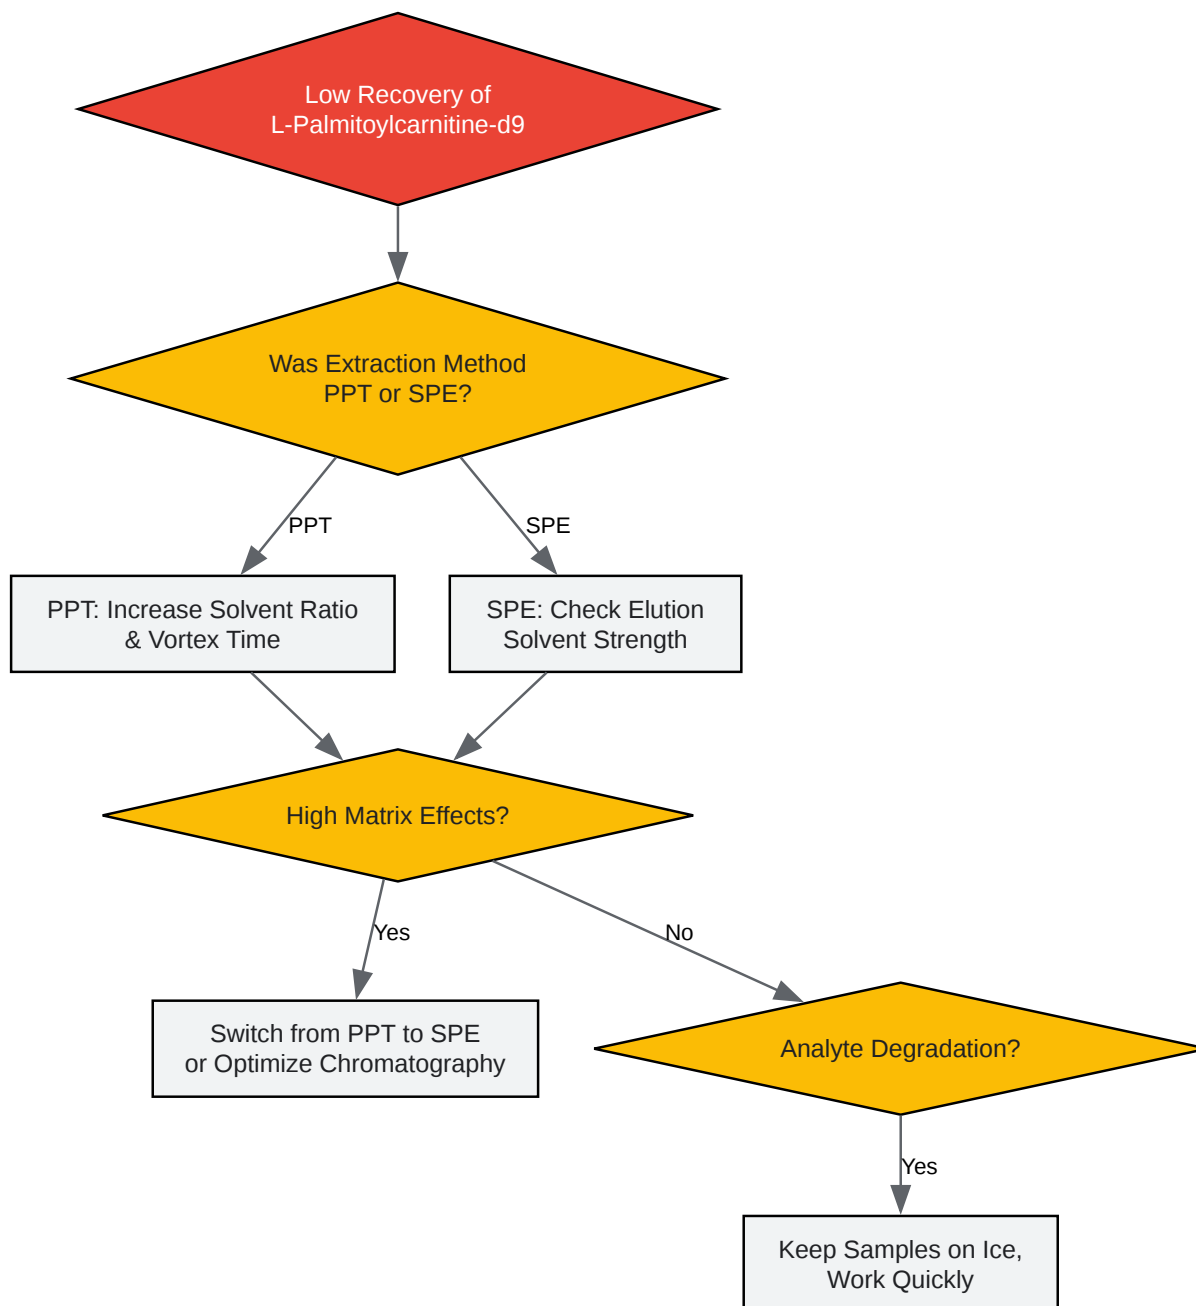 Low Recovery of
L-Palmitoylcarnitine-d9
Was Extraction Method
PPT or SPE?
PPT
SPE
PPT: Increase Solvent Ratio
& Vortex Time
SPE: Check Elution
Solvent Strength
High Matrix Effects?
Yes
No
Switch from PPT to SPE
or Optimize Chromatography
Analyte Degradation?
Yes
Keep Samples on Ice,
Work Quickly